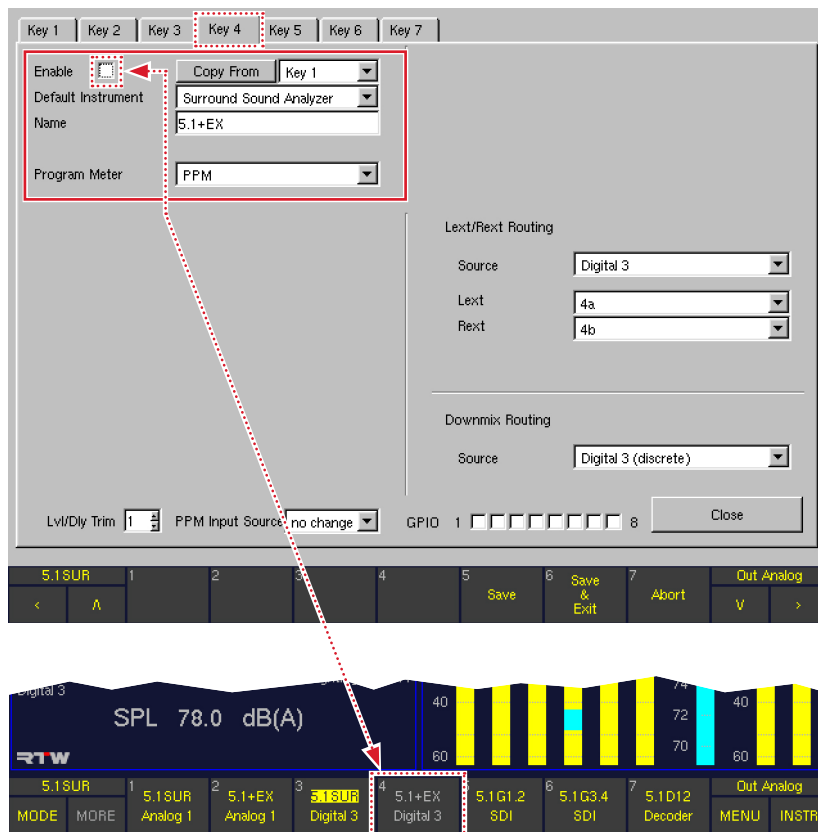 Key 1 Key 2 Key 3 Key 4 Key 5 Key 6 Key 7
Enable Copy From Key 1
Default Instrument Surround Sound Analyzer
Name 5.1+EX
Program Meter PPM
Lext/Rext Routing
Source Digital 3
Lext 4a
Rext 4b
Downmix Routing
Source Digital 3 (discrete)
Lvl/Dly Trim 1 PPM Input Source no change GPIO 1 8 Close
5.1SUR 1 2 3 4 5 6 7 Out Analog
< Λ Save Save & Exit Abort V >
Digital 3
SPL 78.0 dB(A)
40 74 40
72
70
60 60
RTW
5.1SUR 1 5.1SUR 2 5.1+EX 3 5.1SUR 4 5.1+EX 5.1G1.2 6 5.1G3.4 7 5.1D12 Out Analog
MODE MORE Analog 1 Analog 1 Digital 3 Digital 3 SDI SDI Decoder MENU INSTR